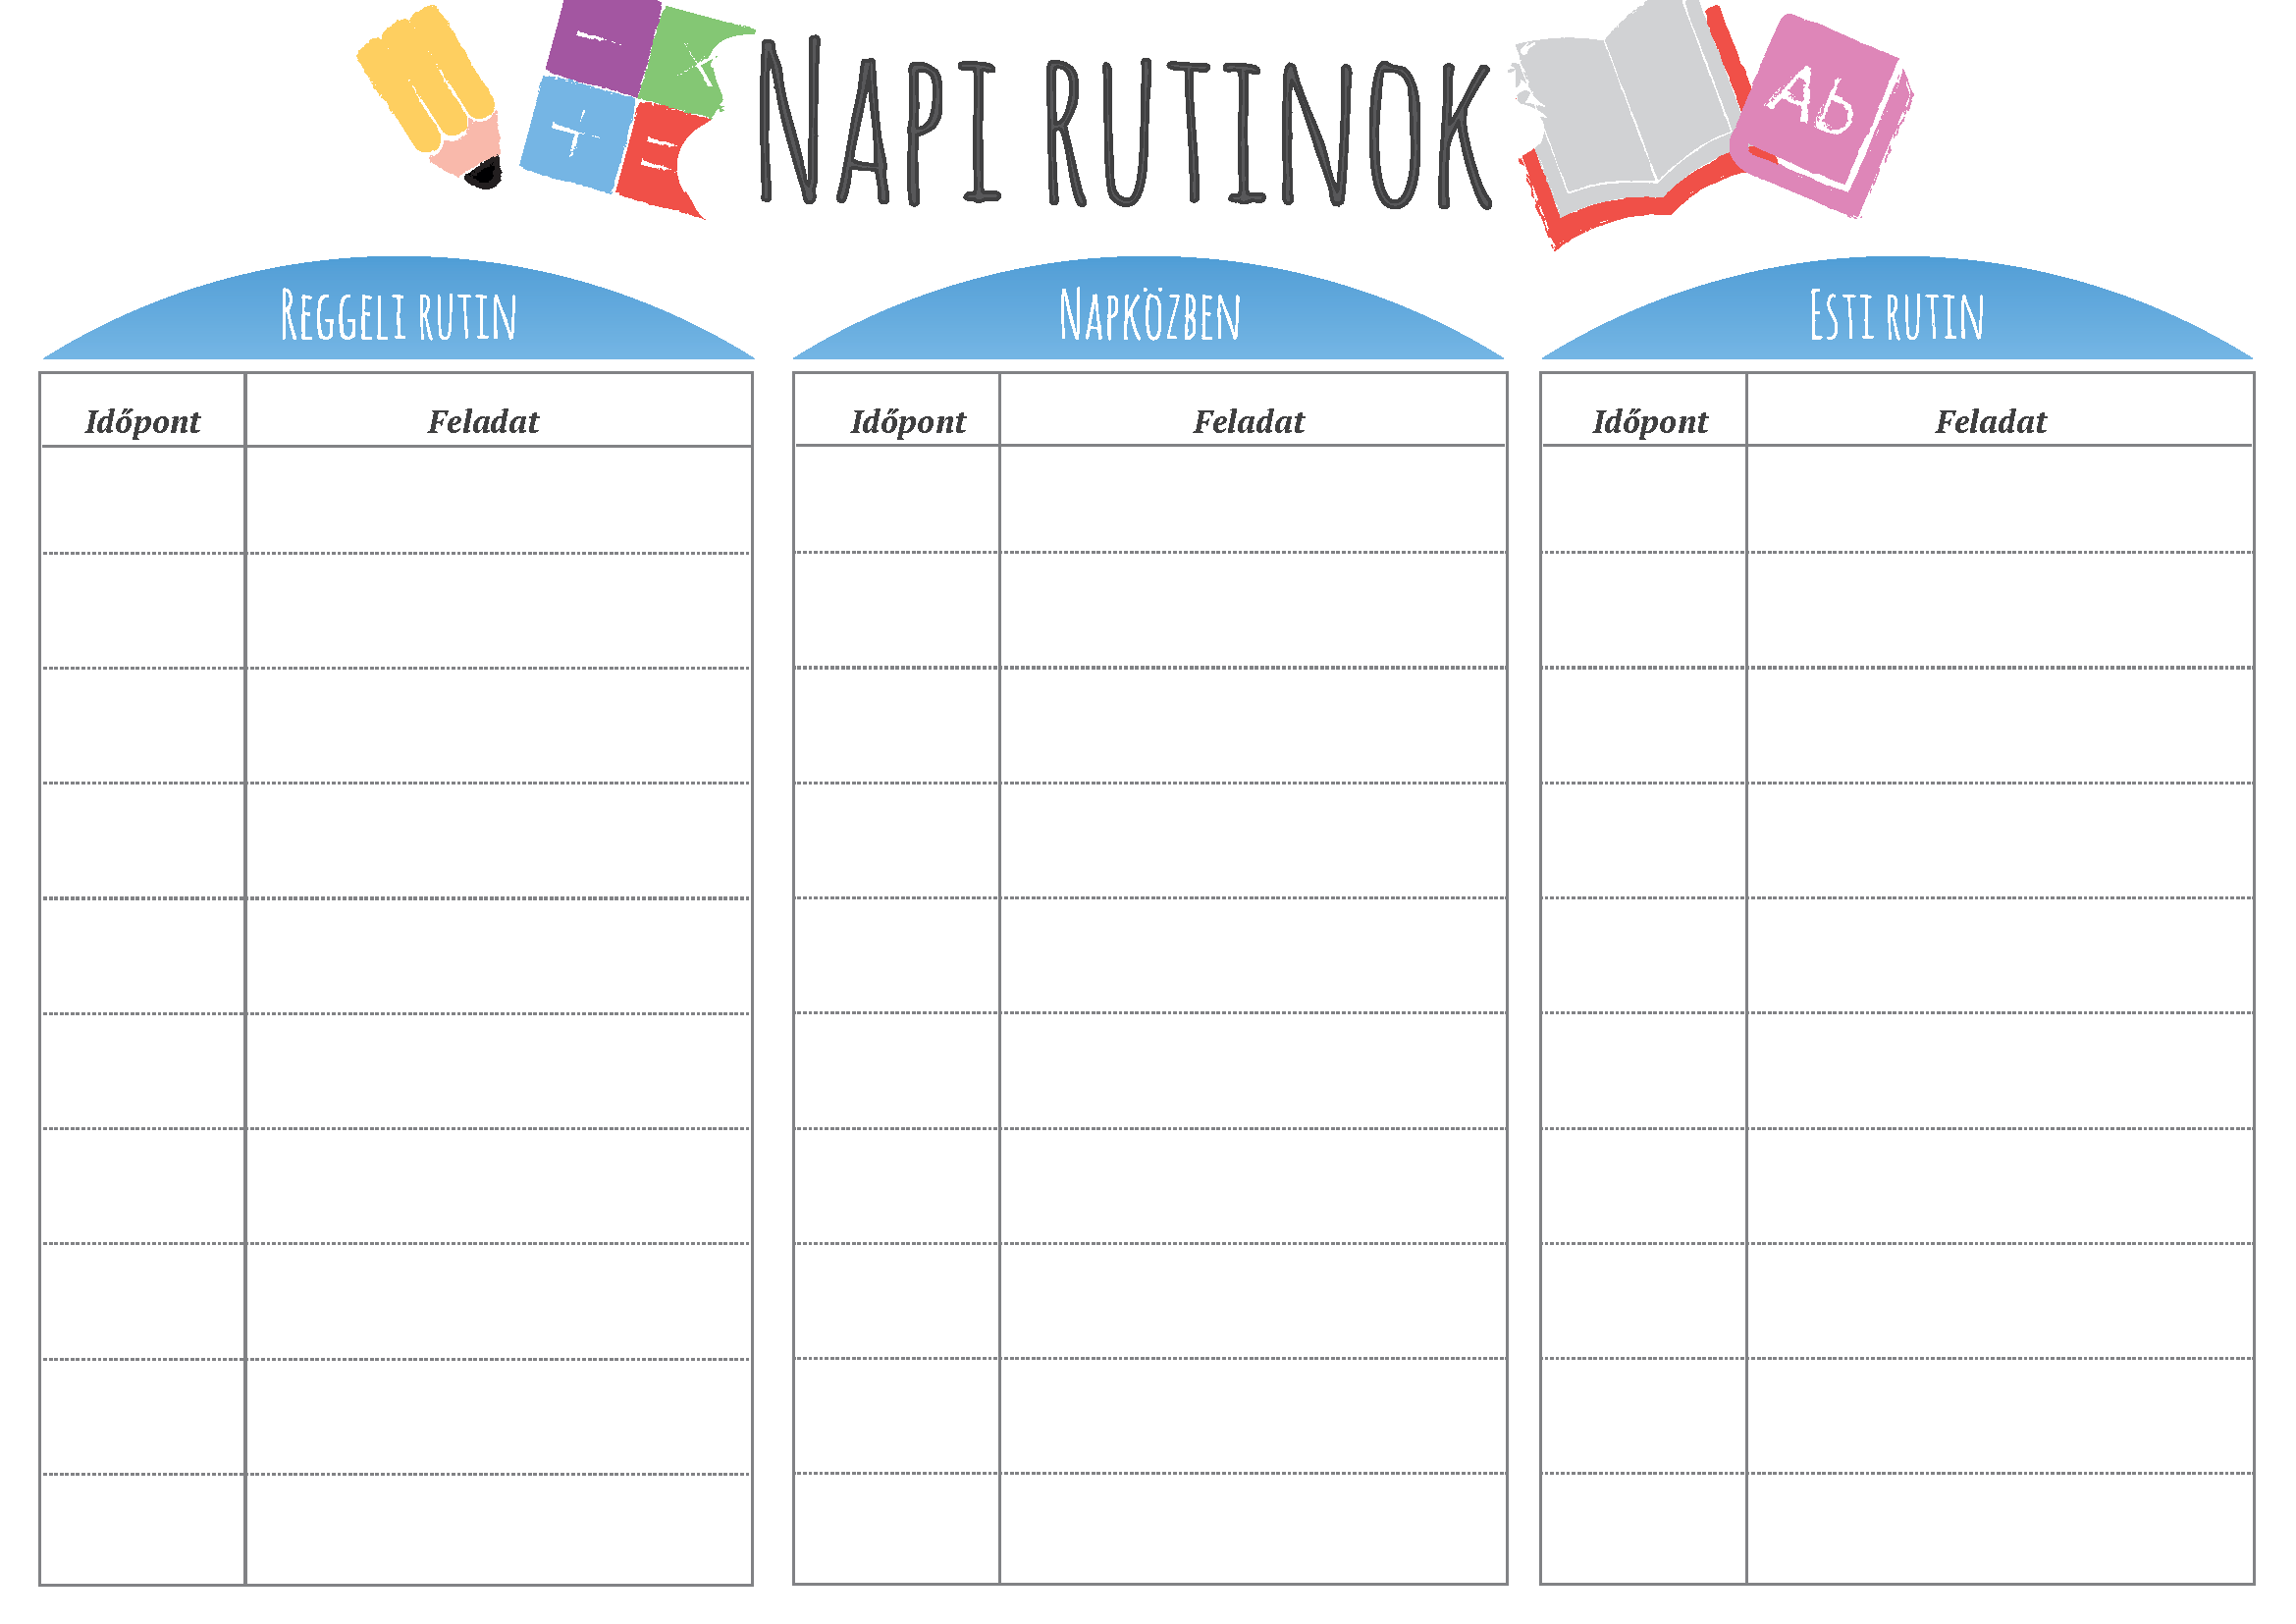 Napi rutinok
Ab
Reggeli rutin
Időpont Feladat
Napközben
Időpont Feladat
Esti rutin
Időpont Feladat